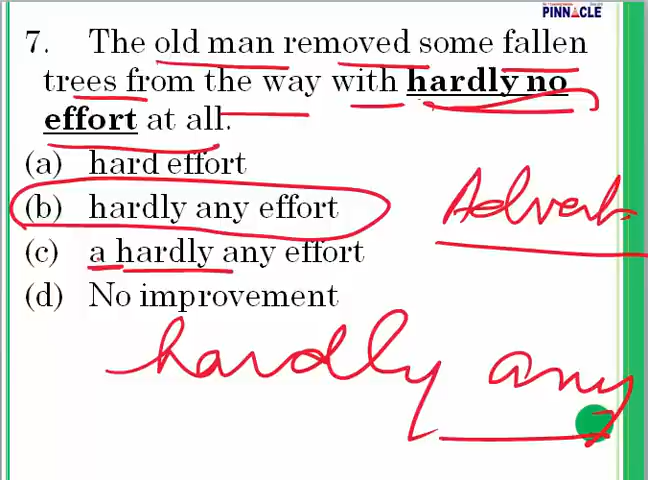 PINNACLE
7. The old man removed some fallen
trees from the way with hardly no
effort at all.
(a) hard effort
(b) hardly any effort
Adverb
(c) a hardly any effort
(d) No improvement
hardly any